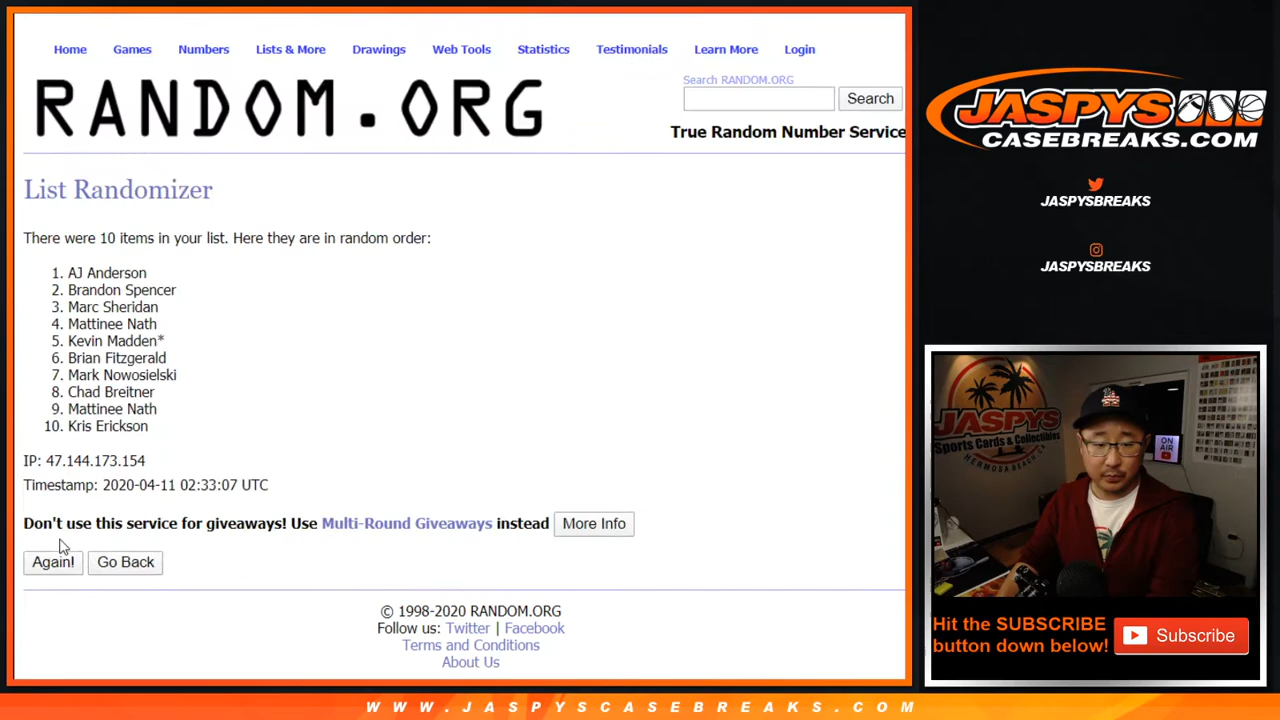 Home Games Numbers Lists & More Drawings Web Tools Statistics Testimonials Learn More Login
RANDOM.ORG
Search RANDOM.ORG
Search
True Random Number Service
List Randomizer
There were 10 items in your list. Here they are in random order:
1. AJ Anderson
2. Brandon Spencer
3. Marc Sheridan
4. Mattinee Nath
5. Kevin Madden*
6. Brian Fitzgerald
7. Mark Nowosielski
8. Chad Breitner
9. Mattinee Nath
10. Kris Erickson
IP: 47.144.173.154
Timestamp: 2020-04-11 02:33:07 UTC
Don't use this service for giveaways! Use Multi-Round Giveaways instead More Info
Again! Go Back
© 1998-2020 RANDOM.ORG
Follow us: Twitter | Facebook
Terms and Conditions
About Us
JASPYS
CASEBREAKS.COM
JASPYSBREAKS
JASPYSBREAKS
JASPYS
Sports Cards & Collectibles
HERMOSA BEACH, CA
ON
AIR
Hit the SUBSCRIBE
button down below!
Subscribe
WWW.JASPYSCASEBREAKS.COM